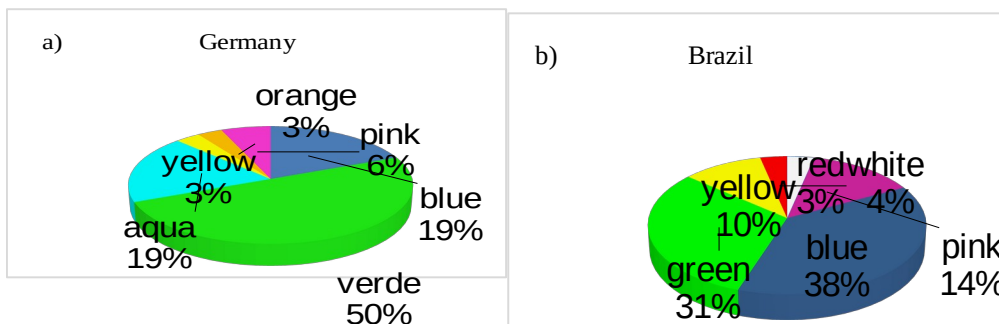 a) Germany
orange
3%
pink
6%
yellow
3%
blue
19%
aqua
19%
verde
50%
b) Brazil
redwhite
3% 4%
yellow
10%
pink
14%
blue
38%
green
31%